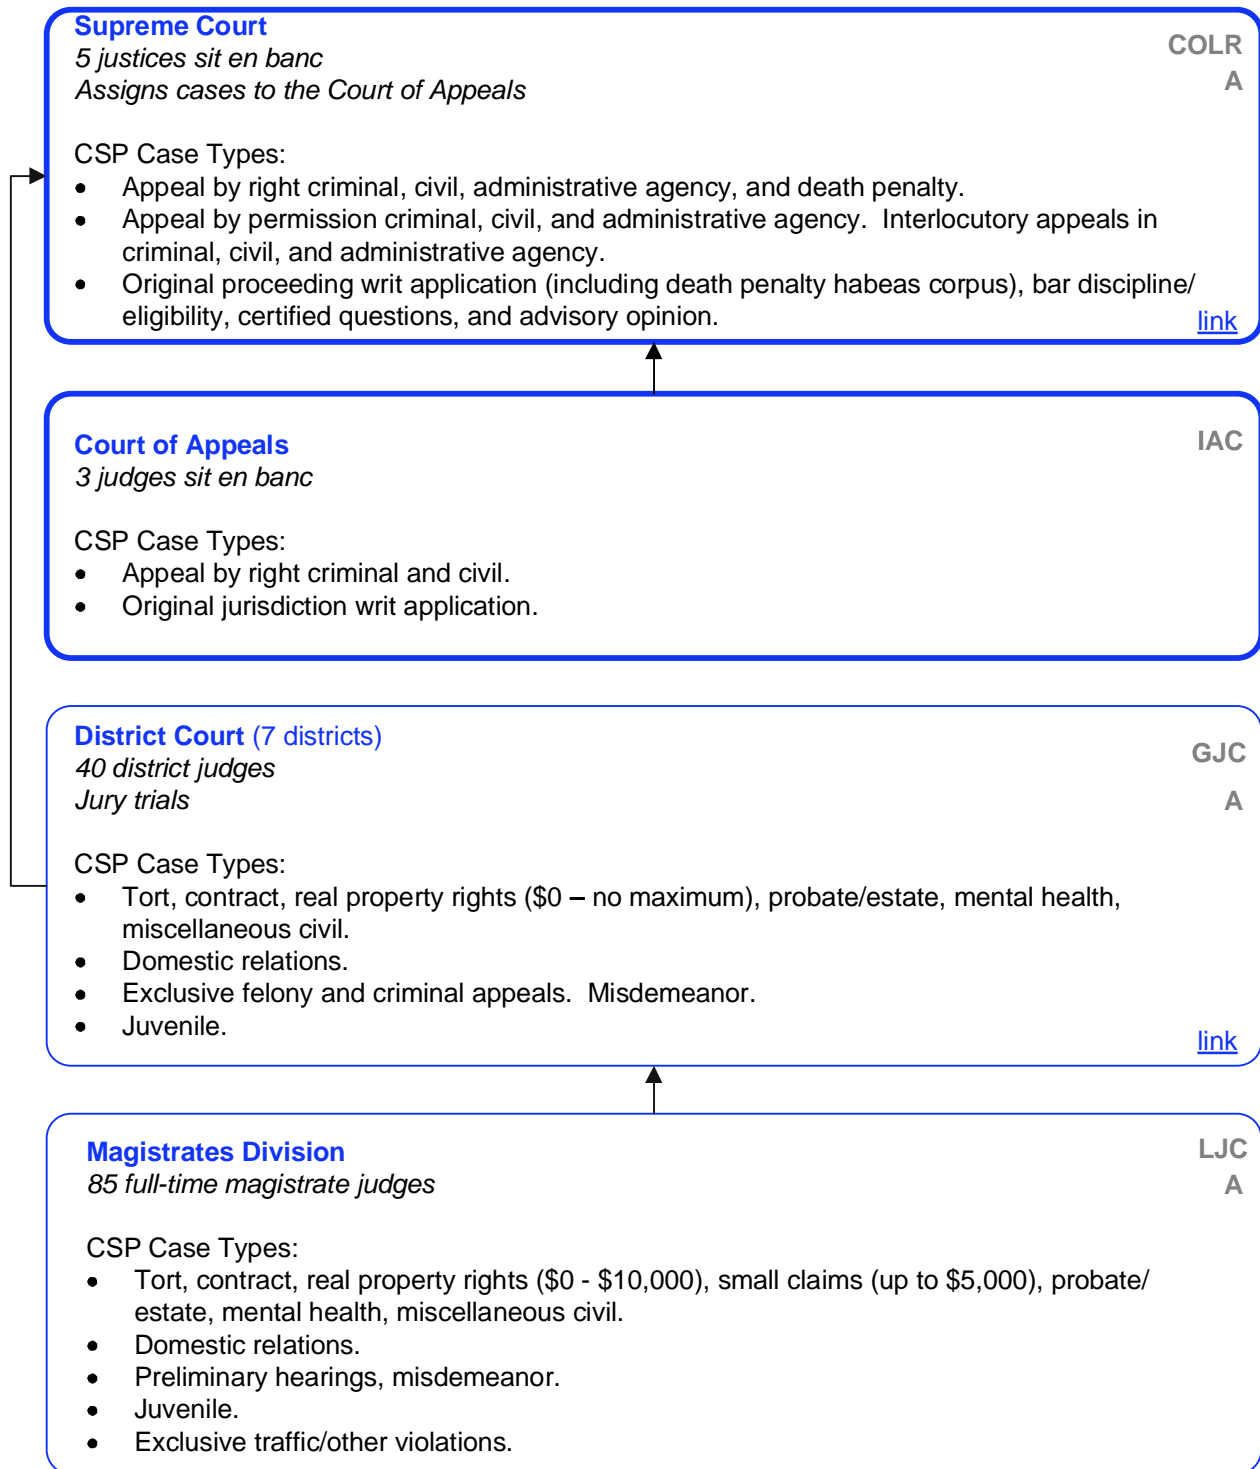 Supreme Court
COLR
5 justices sit en banc
A
Assigns cases to the Court of Appeals
CSP Case Types:
• Appeal by right criminal, civil, administrative agency, and death penalty.
• Appeal by permission criminal, civil, and administrative agency.  Interlocutory appeals in
criminal, civil, and administrative agency.
• Original proceeding writ application (including death penalty habeas corpus), bar discipline/
eligibility, certified questions, and advisory opinion.
link
Court of Appeals
IAC
3 judges sit en banc
CSP Case Types:
• Appeal by right criminal and civil.
• Original jurisdiction writ application.
District Court (7 districts)
GJC
40 district judges
Jury trials
A
CSP Case Types:
• Tort, contract, real property rights ($0 – no maximum), probate/estate, mental health,
miscellaneous civil.
• Domestic relations.
• Exclusive felony and criminal appeals.  Misdemeanor.
• Juvenile.
link
Magistrates Division
LJC
85 full-time magistrate judges
A
CSP Case Types:
• Tort, contract, real property rights ($0 - $10,000), small claims (up to $5,000), probate/
estate, mental health, miscellaneous civil.
• Domestic relations.
• Preliminary hearings, misdemeanor.
• Juvenile.
• Exclusive traffic/other violations.